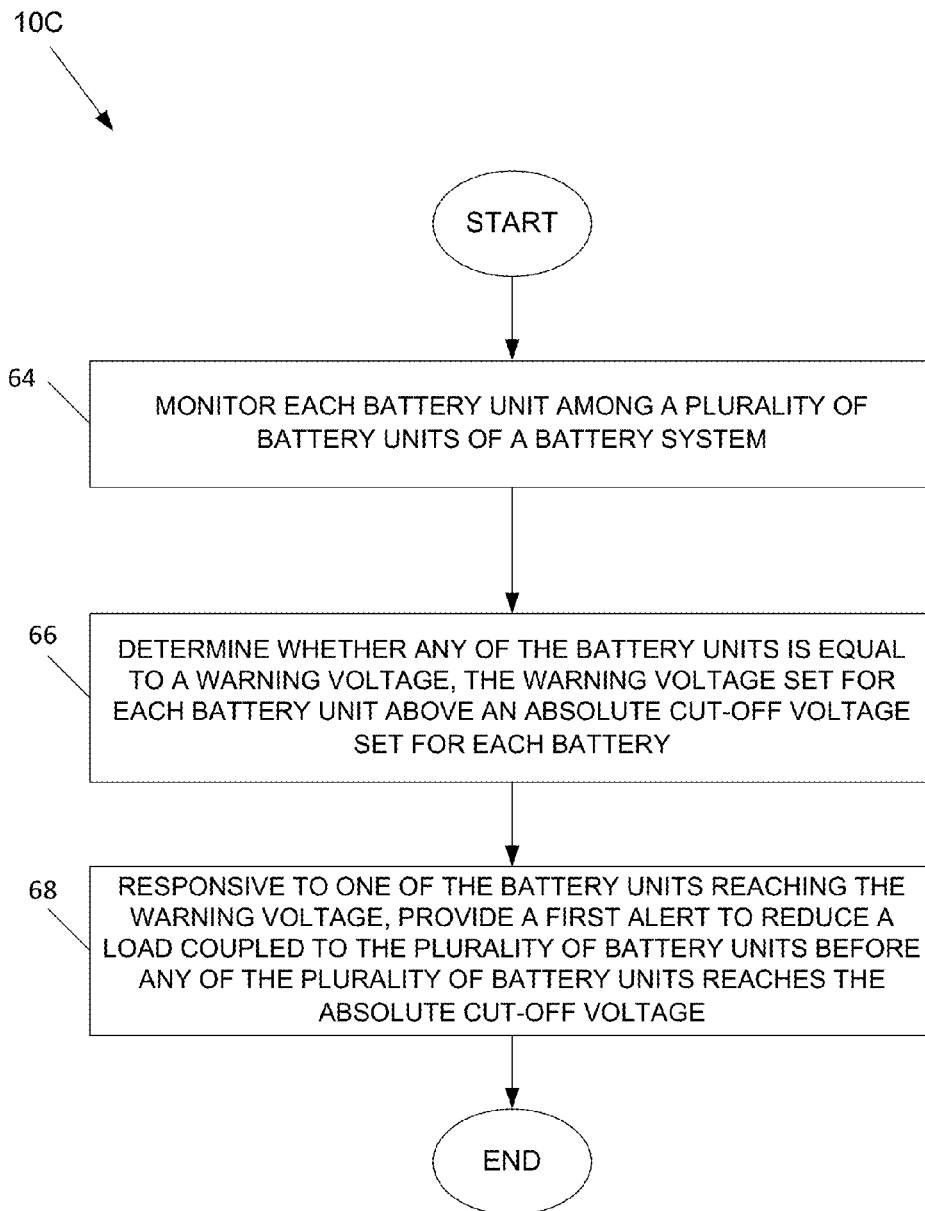 10C
START
64
MONITOR EACH BATTERY UNIT AMONG A PLURALITY OF
BATTERY UNITS OF A BATTERY SYSTEM
66
DETERMINE WHETHER ANY OF THE BATTERY UNITS IS EQUAL
TO A WARNING VOLTAGE, THE WARNING VOLTAGE SET FOR
EACH BATTERY UNIT ABOVE AN ABSOLUTE CUT-OFF VOLTAGE
SET FOR EACH BATTERY
68
RESPONSIVE TO ONE OF THE BATTERY UNITS REACHING THE
WARNING VOLTAGE, PROVIDE A FIRST ALERT TO REDUCE A
LOAD COUPLED TO THE PLURALITY OF BATTERY UNITS BEFORE
ANY OF THE PLURALITY OF BATTERY UNITS REACHES THE
ABSOLUTE CUT-OFF VOLTAGE
END